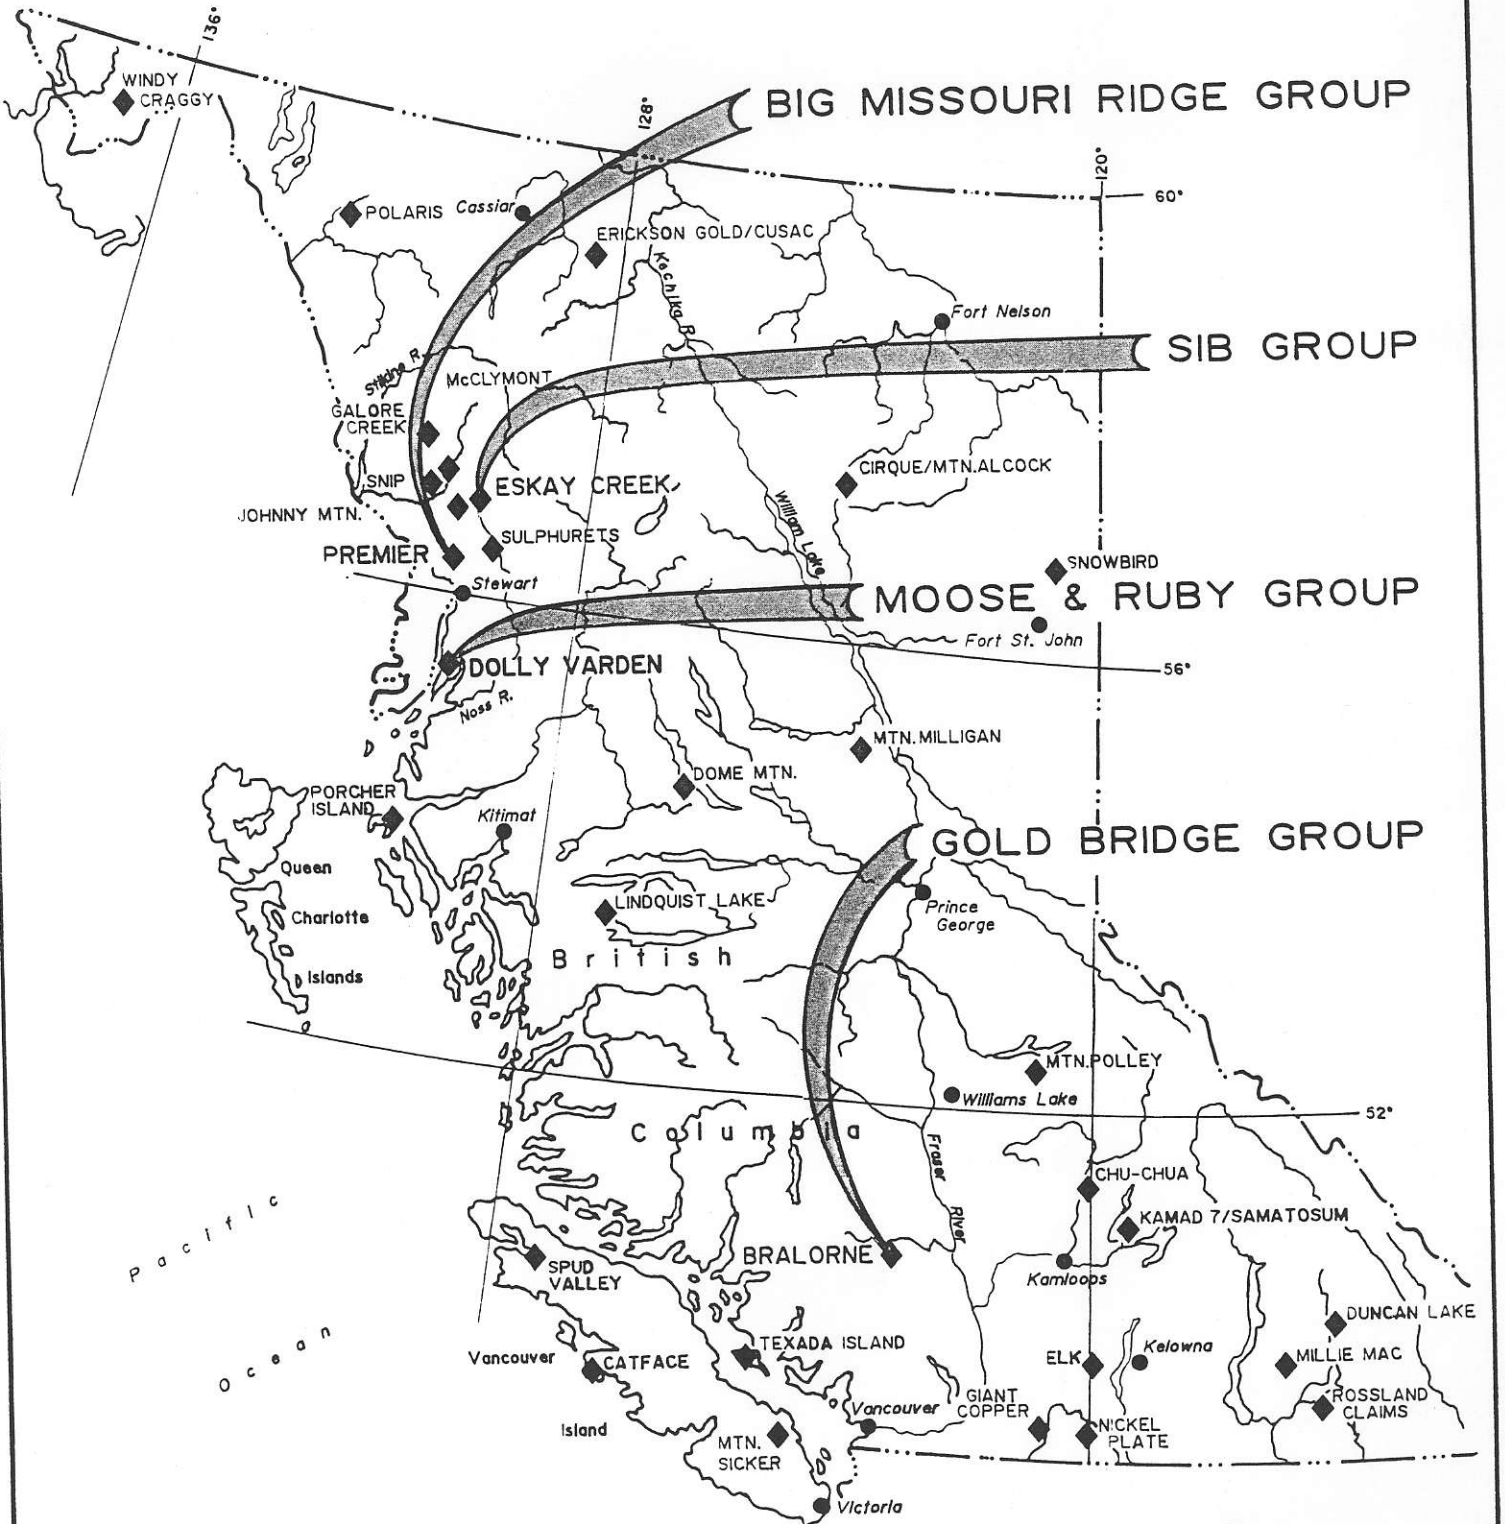 136°
WINDY
CRAGGY
128°
BIG MISSOURI RIDGE GROUP
120°
60°
POLARIS
Cassiar
ERICKSON GOLD/CUSAC
Kechika R.
Fort Nelson
SIB GROUP
Stikine R.
McCLYMONT
GALORE
CREEK
CIRQUE/MTN.ALCOCK
SNIP
ESKAY CREEK
JOHNNY MTN.
Williston Lake
SULPHURETS
PREMIER
SNOWBIRD
Stewart
MOOSE & RUBY GROUP
Fort St. John
DOLLY VARDEN
56°
Nass R.
MTN.MILLIGAN
DOME MTN.
PORCHER
ISLAND
Kitimat
GOLD BRIDGE GROUP
Queen
LINDQUIST LAKE
Prince
George
Charlotte
British
Islands
MTN.POLLEY
Williams Lake
52°
Columbia
Fraser
River
CHU-CHUA
Pacific
KAMAD 7/SAMATOSUM
BRALORNE
SPUD
VALLEY
Kamloops
DUNCAN LAKE
Ocean
TEXADA ISLAND
Kelowna
Vancouver
CATFACE
ELK
MILLIE MAC
GIANT
COPPER
ROSSLAND
CLAIMS
Vancouver
Island
NICKEL
PLATE
MTN.
SICKER
Victoria